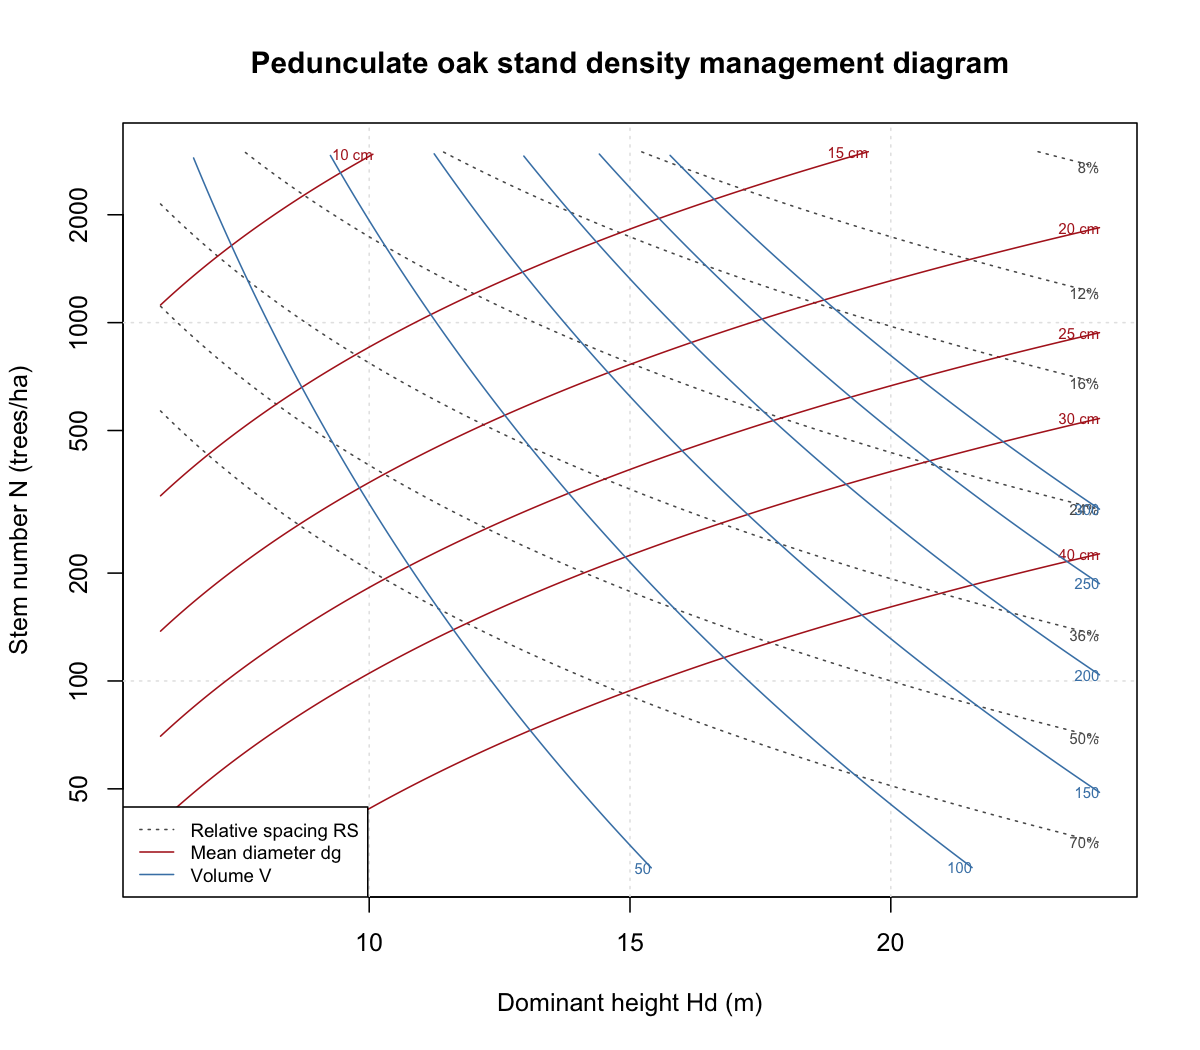 Pedunculate oak stand density management diagram
10 cm
15 cm
8%
20 cm
12%
25 cm
16%
30 cm
24%
300
40 cm
250
36%
200
50%
150
70%
50
100
2000
1000
500
200
100
50
Stem number N (trees/ha)
Relative spacing RS
Mean diameter dg
Volume V
10
15
20
Dominant height Hd (m)